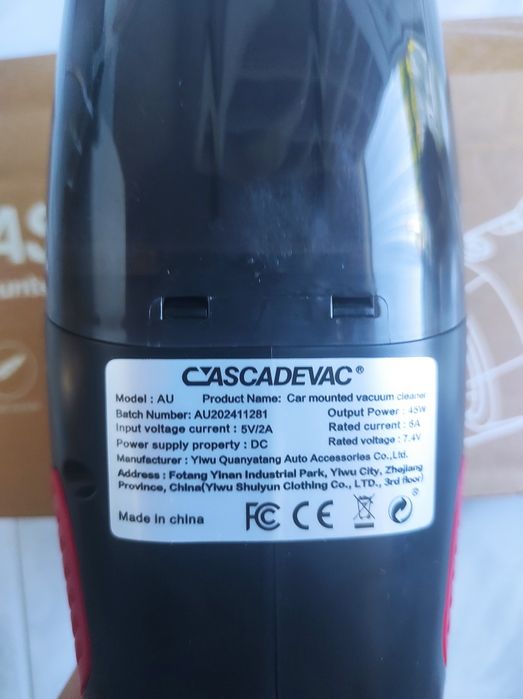 AS
CASCADEVAC®
Model : AU Product Name: Car mounted vacuum cleaner
Batch Number: AU202411281 Output Power : 45W
Input voltage current : 5V/2A Rated current : 6A
Power supply property : DC Rated voltage : 7.4V
Manufacturer : Yiwu Quanyatang Auto Accessories Co.,Ltd.
Address : Fotang Yinan Industrial Park, Yiwu City, Zhejiang
Province, China(Yiwu Shuiyun Clothing Co., LTD., 3rd floor)
Made in china FC CE